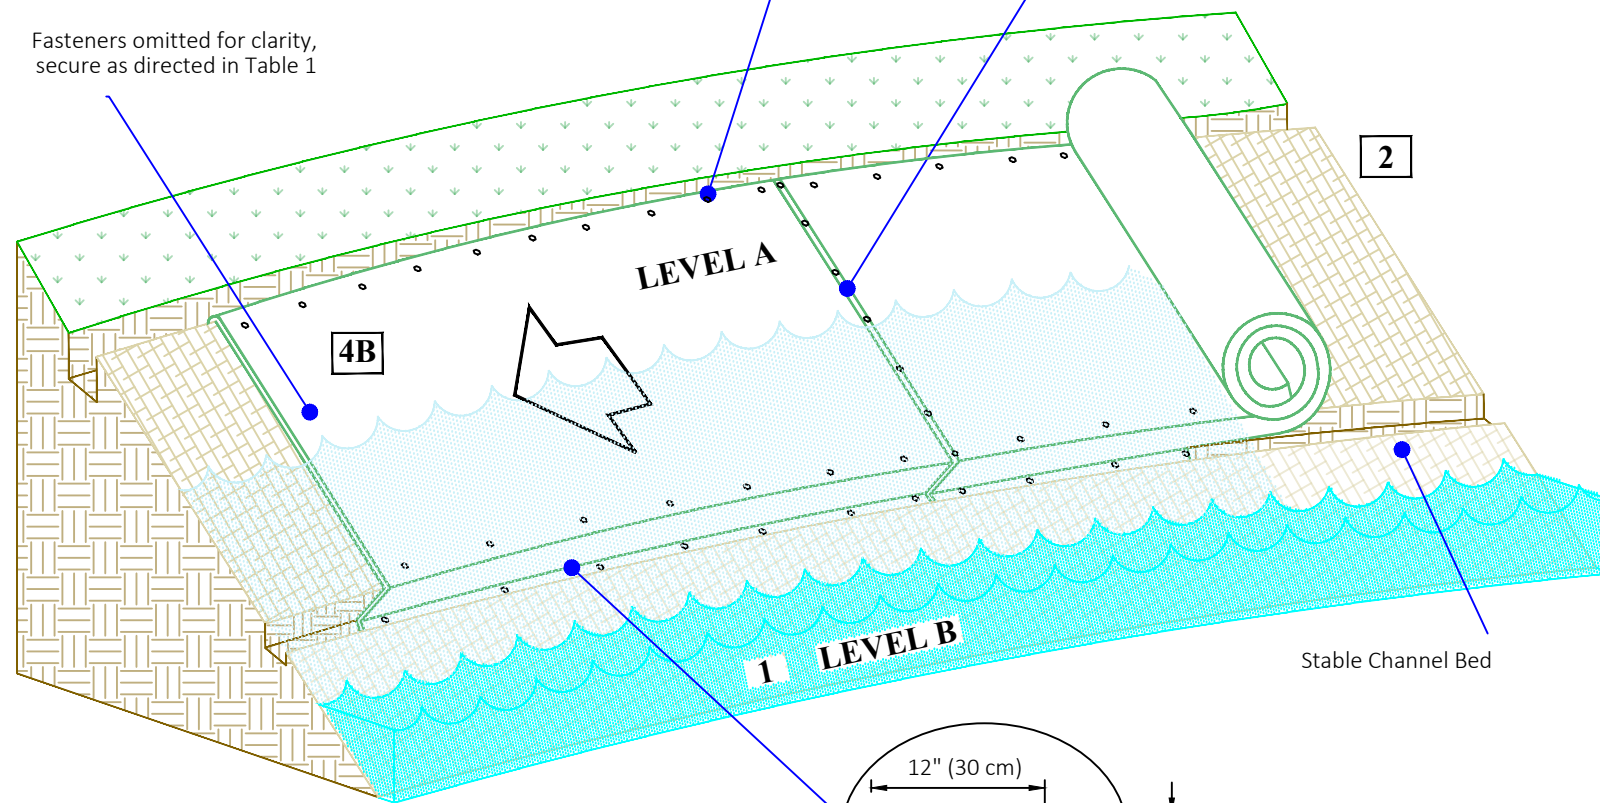 Fasteners omitted for clarity,
secure as directed in Table 1
2
LEVEL A
4B
1 LEVEL B
Stable Channel Bed
12" (30 cm)